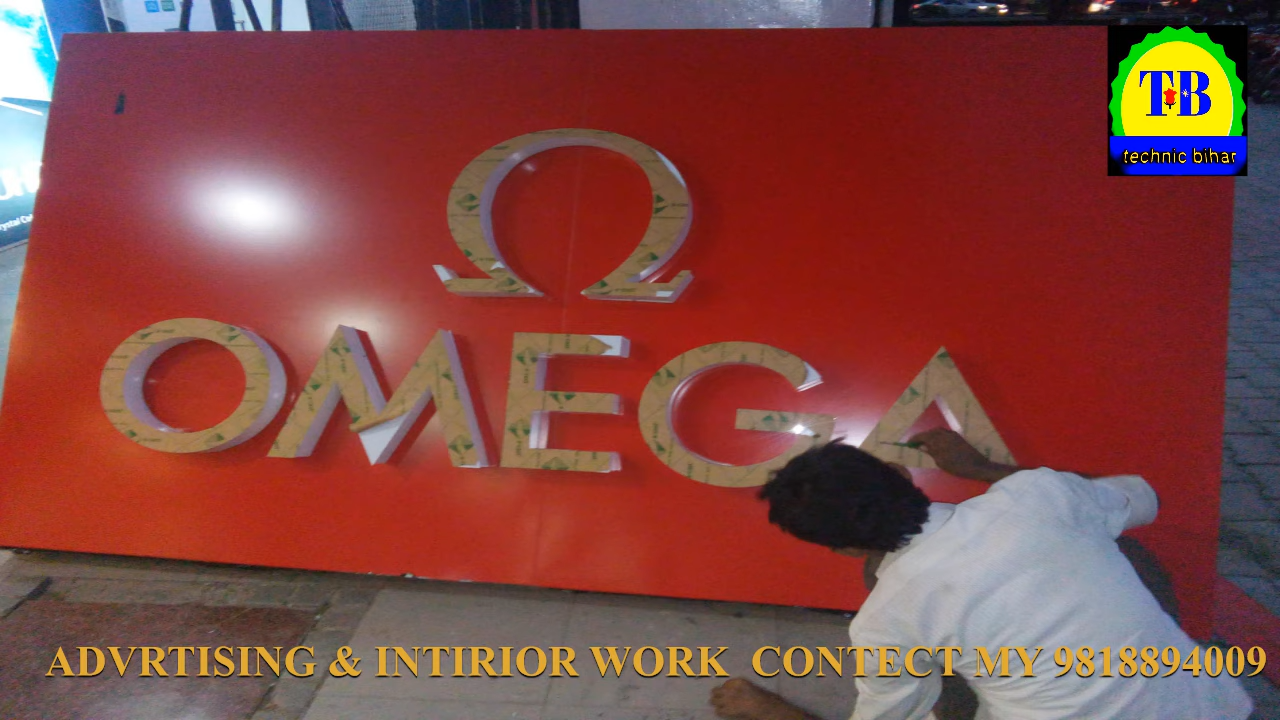 TB
technic bihar
Ω
OMEGA
ADVRTISING & INTIRIOR WORK CONTECT MY 9818894009